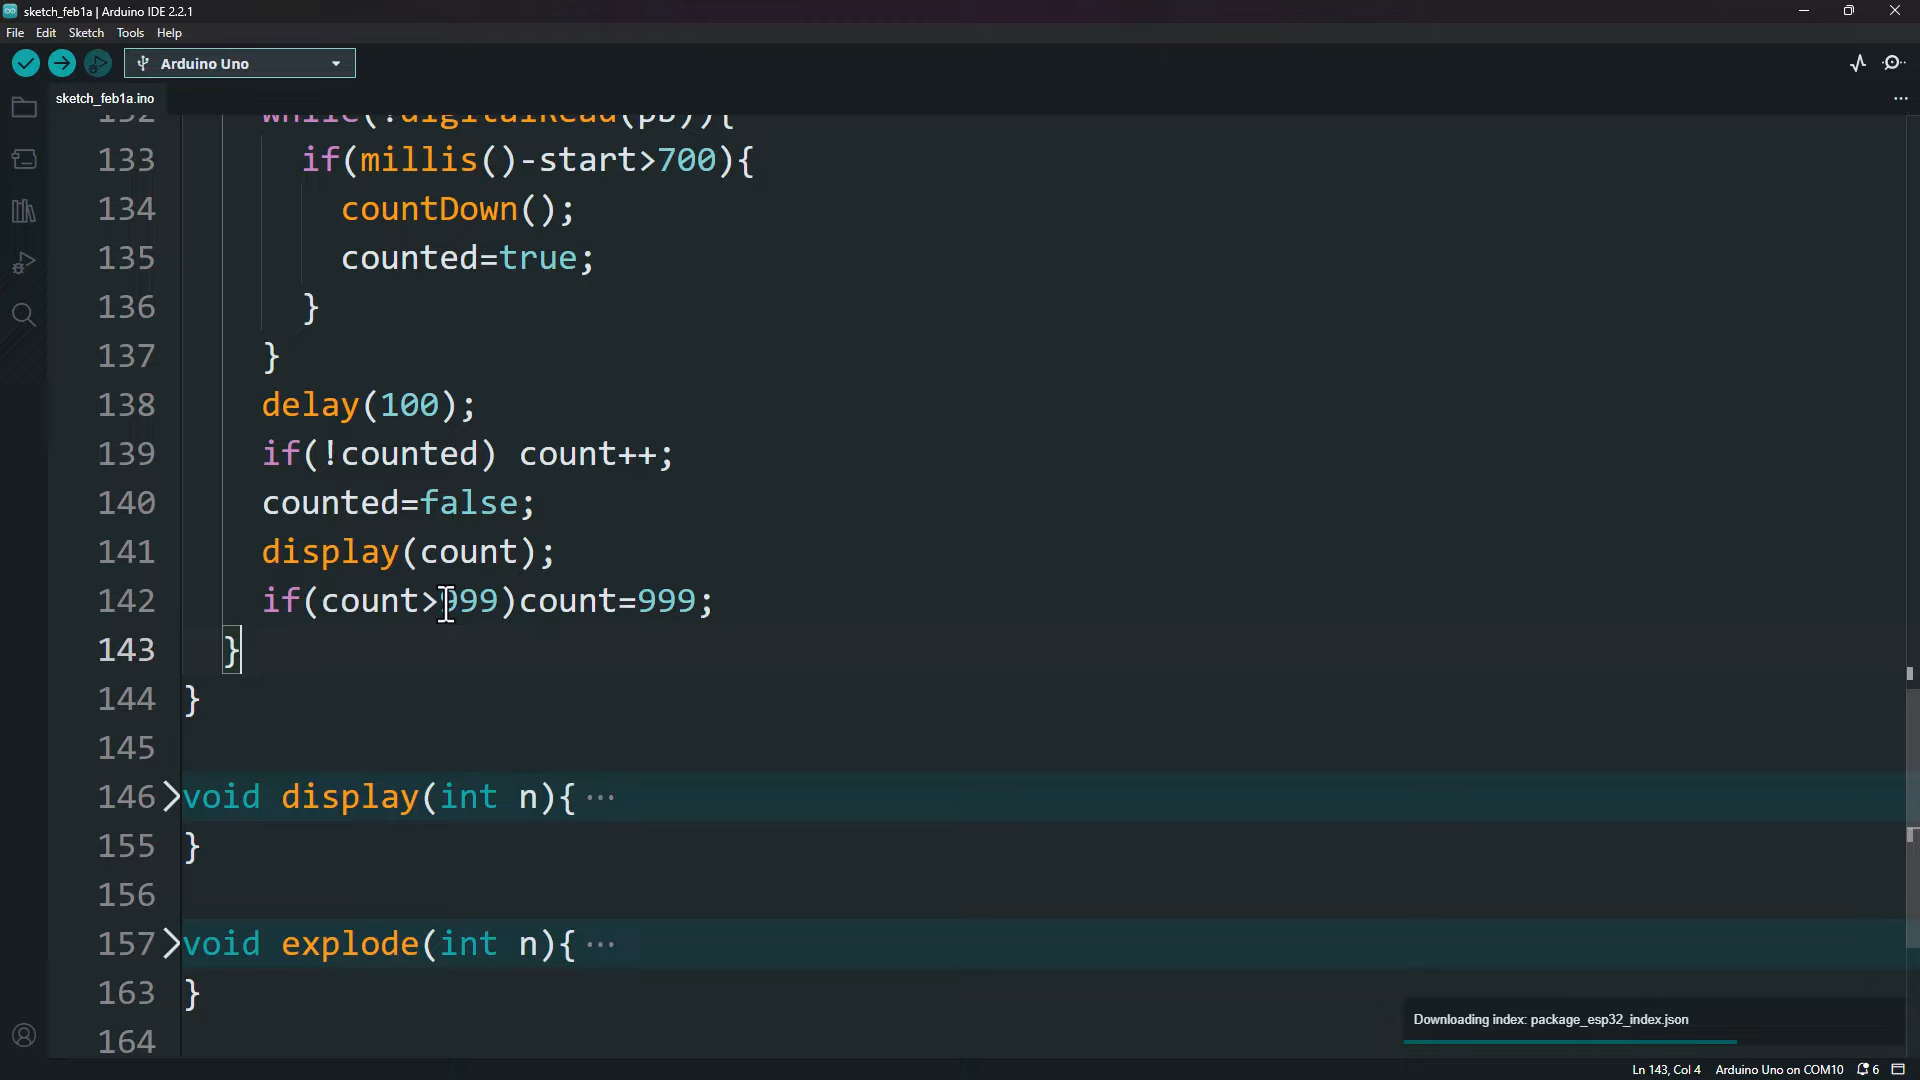 sketch_feb1a | Arduino IDE 2.2.1
File Edit Sketch Tools Help
Arduino Uno
sketch_feb1a.ino
132 while(!digitalRead(pb)){
133 if(millis()-start>700){
134 countDown();
135 counted=true;
136 }
137 }
138 delay(100);
139 if(!counted) count++;
140 counted=false;
141 display(count);
142 if(count>999)count=999;
143 }
144 }
145
146 void display(int n){ ···
155 }
156
157 void explode(int n){ ···
163 }
164
Downloading index: package_esp32_index.json
Ln 143, Col 4 Arduino Uno on COM10 6